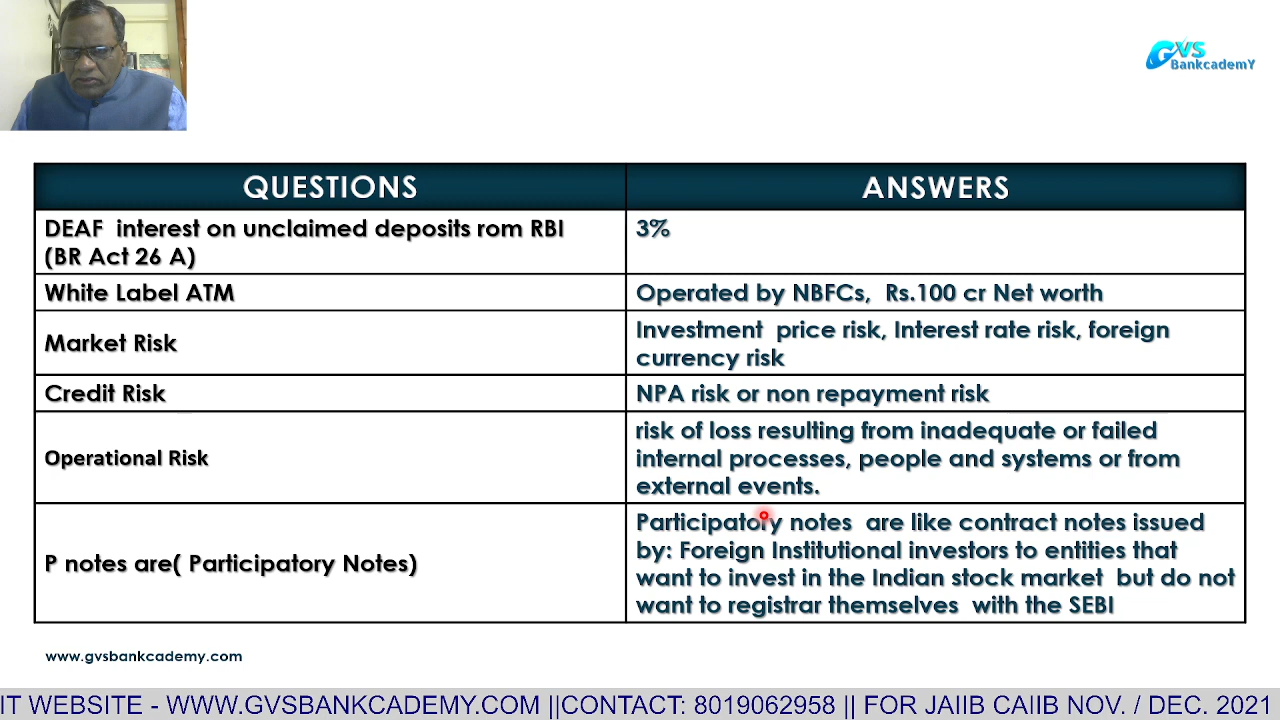 GVS
BankcademY
QUESTIONS
ANSWERS
DEAF interest on unclaimed deposits rom RBI
(BR Act 26 A)
3%
White Label ATM
Operated by NBFCs, Rs.100 cr Net worth
Market Risk
Investment price risk, Interest rate risk, foreign
currency risk
Credit Risk
NPA risk or non repayment risk
Operational Risk
risk of loss resulting from inadequate or failed
internal processes, people and systems or from
external events.
P notes are( Participatory Notes)
Participatory notes are like contract notes issued
by: Foreign Institutional investors to entities that
want to invest in the Indian stock market but do not
want to registrar themselves with the SEBI
www.gvsbankcademy.com
IT WEBSITE - WWW.GVSBANKCADEMY.COM ||CONTACT: 8019062958 || FOR JAIIB CAIIB NOV. / DEC. 2021